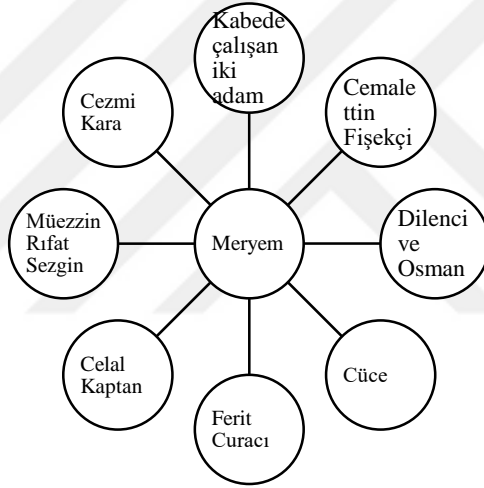 Kabede
çalışan
iki
adam
Cezmi
Kara
Cemale
ttin
Fişekçi
Müezzin
Rıfat
Sezgin
Meryem
Dilenci
ve
Osman
Celal
Kaptan
Cüce
Ferit
Curacı